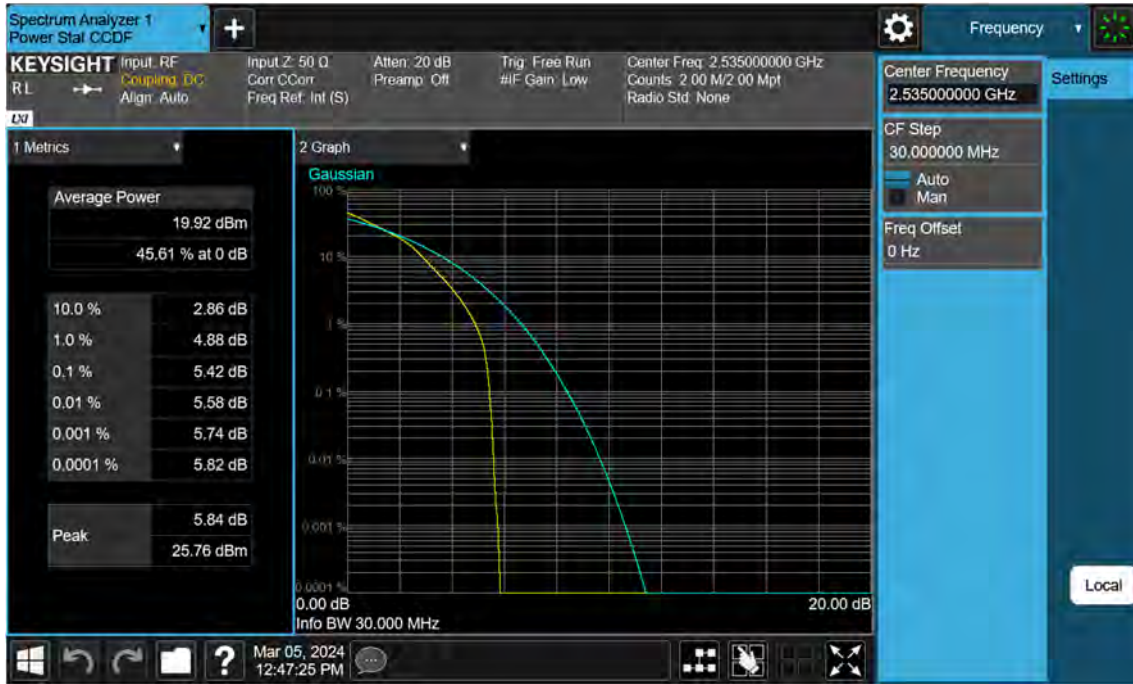 Spectrum Analyzer 1
Power Stat CCDF
+
Frequency
KEYSIGHT
RL
LXI
Input: RF
Coupling: DC
Align: Auto
Input Z: 50 Ω
Corr CCorr
Freq Ref: Int (S)
Atten: 20 dB
Preamp: Off
Trig: Free Run
#IF Gain: Low
Center Freq: 2.535000000 GHz
Counts: 2.00 M/2.00 Mpt
Radio Std: None
Center Frequency
2.535000000 GHz
Settings
CF Step
30.000000 MHz
Auto
Man
Freq Offset
0 Hz
1 Metrics
Average Power
19.92 dBm
45.61 % at 0 dB
10.0 % 2.86 dB
1.0 % 4.88 dB
0.1 % 5.42 dB
0.01 % 5.58 dB
0.001 % 5.74 dB
0.0001 % 5.82 dB
Peak
5.84 dB
25.76 dBm
2 Graph
Gaussian
100 %
10 %
1 %
0.1 %
0.01 %
0.001 %
0.0001 %
0.00 dB
20.00 dB
Info BW 30.000 MHz
Local
?
Mar 05, 2024
12:47:25 PM